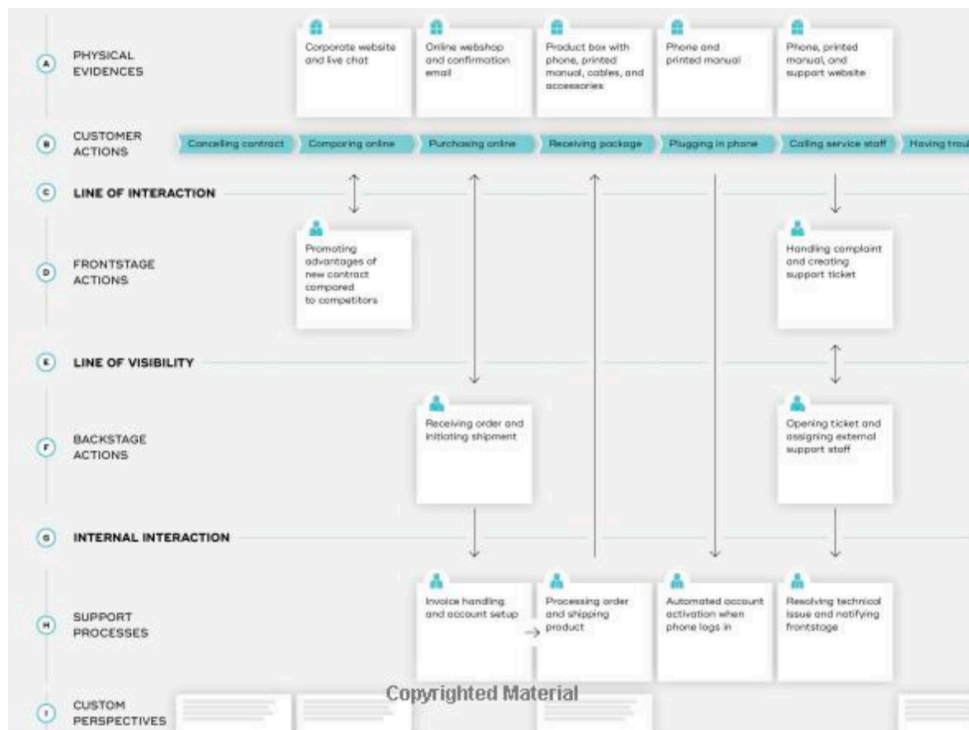 A
PHYSICAL
EVIDENCES
Corporate website
and live chat
Online webshop
and confirmation
email
Product box with
phone, printed
manual, cables, and
accessories
Phone and
printed manual
Phone, printed
manual, and
support website
B
CUSTOMER
ACTIONS
Cancelling contract
Comparing online
Purchasing online
Receiving package
Plugging in phone
Calling service staff
Having
C
LINE OF INTERACTION
D
FRONTSTAGE
ACTIONS
Promoting
advantages of
new contract
compared
to competitors
Handling complaint
and creating
support ticket
E
LINE OF VISIBILITY
F
BACKSTAGE
ACTIONS
Receiving order and
initiating shipment
Opening ticket and
assigning external
support staff
G
INTERNAL INTERACTION
H
SUPPORT
PROCESSES
Invoice handling
and account setup
Processing order
and shipping
product
Automated account
activation when
phone logs in
Resolving technical
issue and notifying
frontstage
Copyrighted Material
I
CUSTOM
PERSPECTIVES